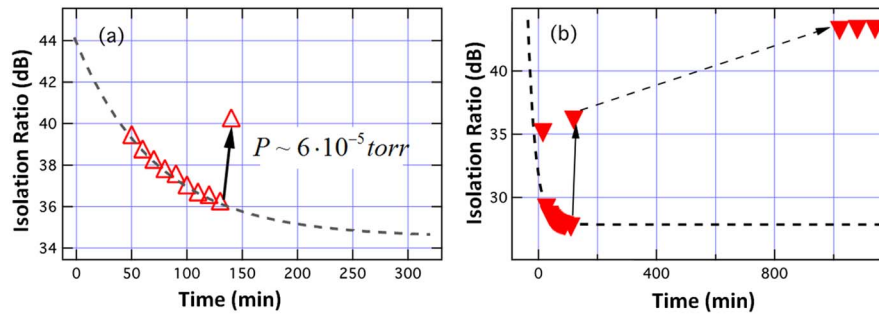 (a)
44
42
40
38
36
34
Isolation Ratio (dB)
P ~ 6·10⁻⁵ torr
0 50 100 150 200 250 300
Time (min)
(b)
40
35
30
Isolation Ratio (dB)
0 400 800
Time (min)